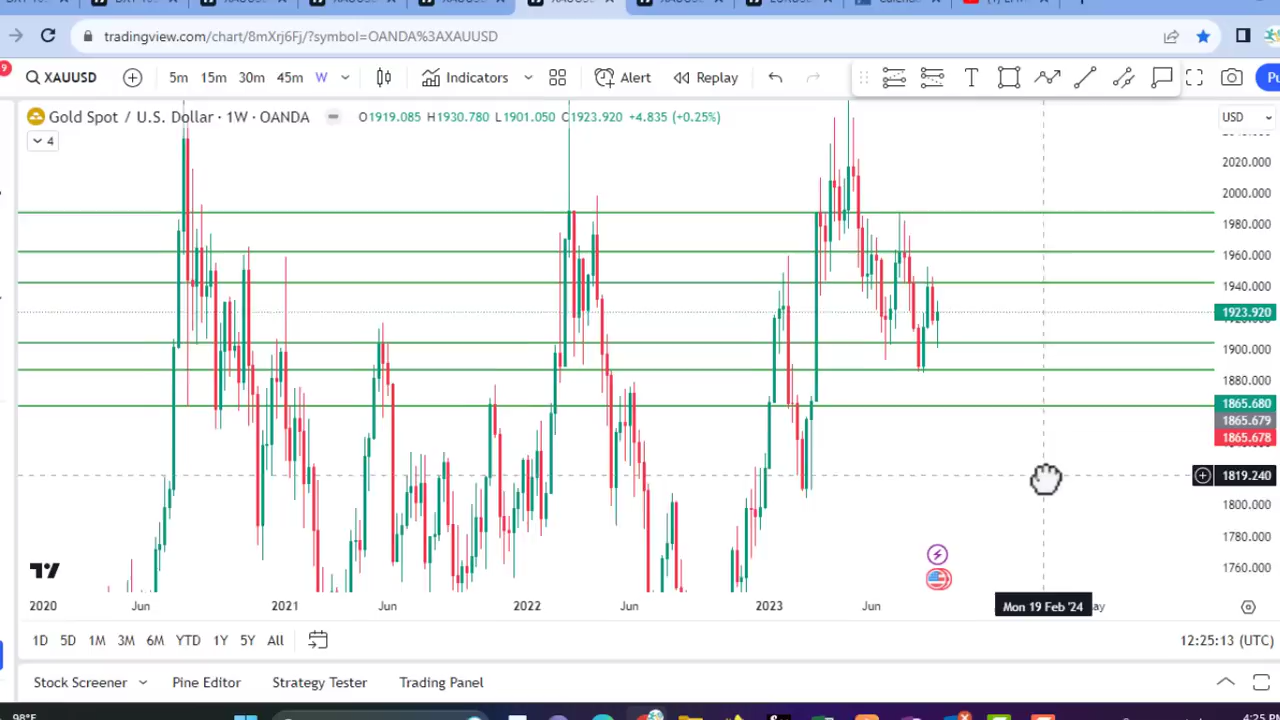 tradingview.com/chart/8mXrj6Fj/?symbol=OANDA%3AXAUUSD
9
XAUUSD 5m 15m 30m 45m W Indicators Alert Replay
Gold Spot / U.S. Dollar · 1W · OANDA O1919.085 H1930.780 L1901.050 C1923.920 +4.835 (+0.25%)
USD
4
2020.000
2000.000
1980.000
1960.000
1940.000
1923.920
1900.000
1880.000
1865.680
1865.679
1865.678
1819.240
1800.000
1780.000
1760.000
2020 Jun 2021 Jun 2022 Jun 2023 Jun Mon 19 Feb '24
1D 5D 1M 3M 6M YTD 1Y 5Y All 12:25:13 (UTC)
Stock Screener Pine Editor Strategy Tester Trading Panel
98°F